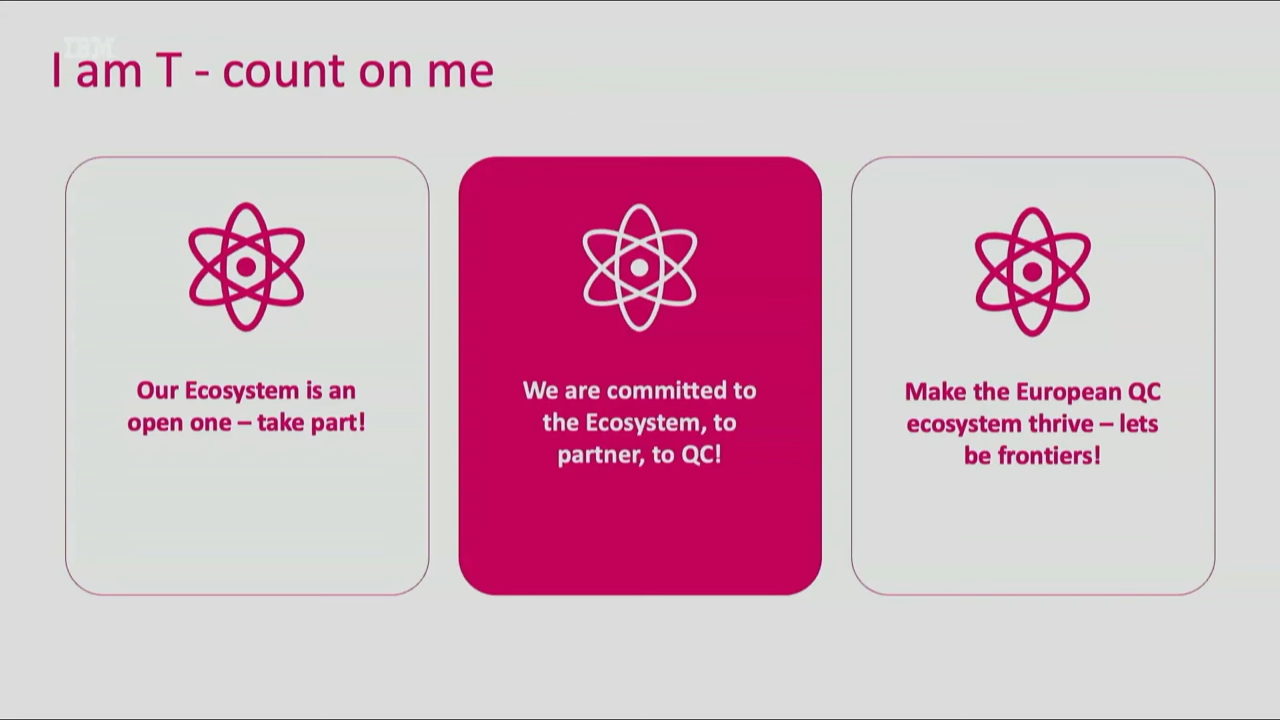 IBM
I am T - count on me
Our Ecosystem is an
open one – take part!
We are committed to
the Ecosystem, to
partner, to QC!
Make the European QC
ecosystem thrive – lets
be frontiers!